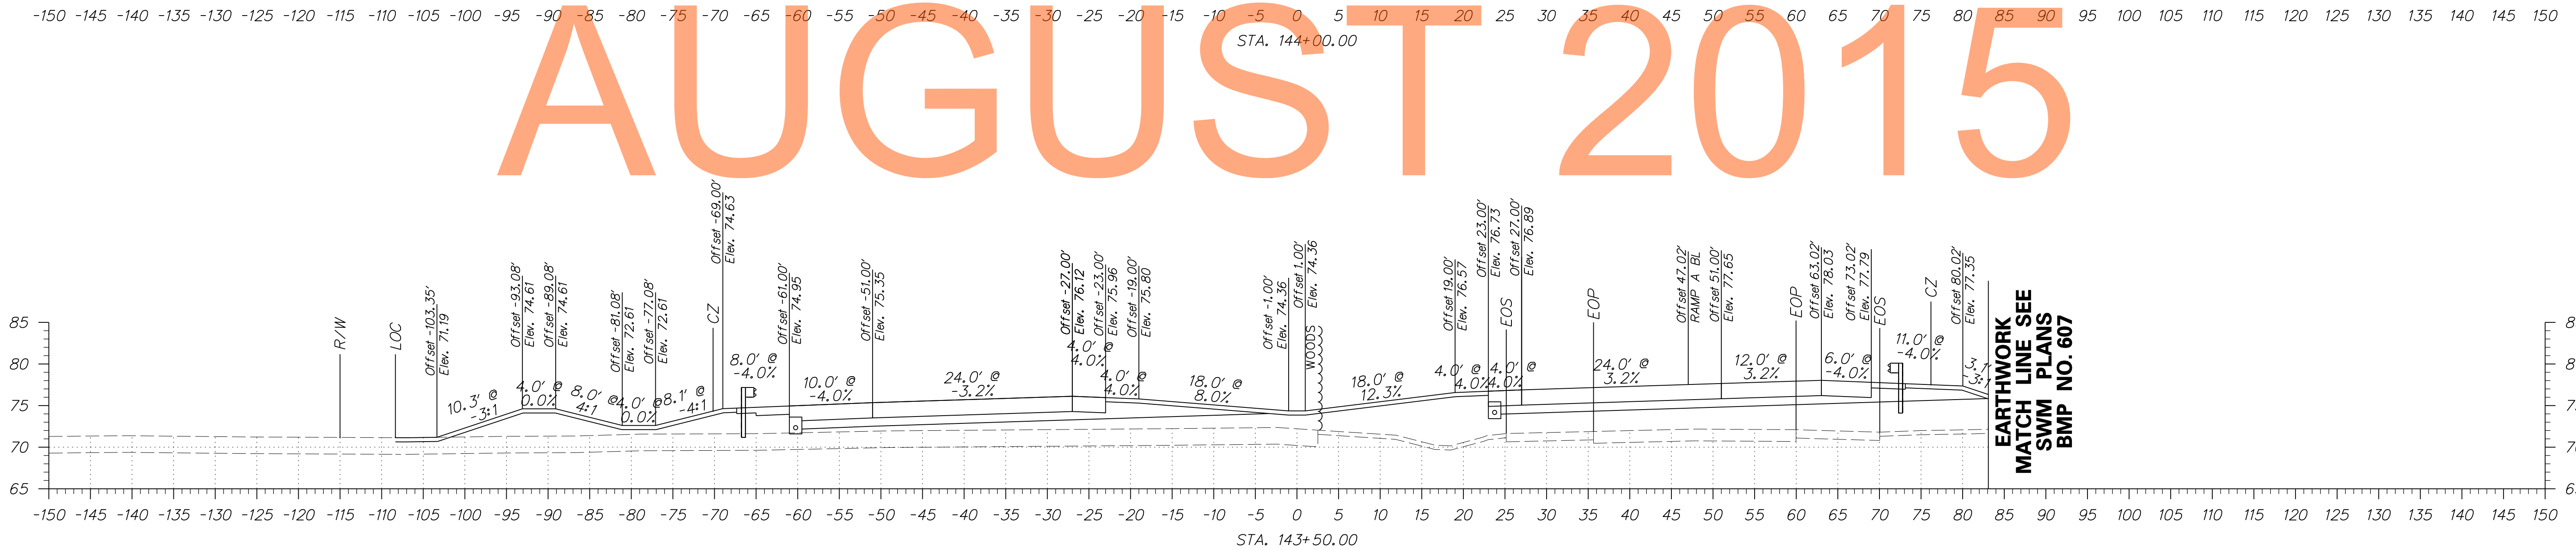 -150 -145 -140 -135 -130 -125 -120 -115 -110 -105 -100 -95 -90 -85 -80 -75 -70 -65 -60 -55 -50 -45 -40 -35 -30 -25 -20 -15 -10 -5 0 5 10 15 20 25 30 35 40 45 50 55 60 65 70 75 80 85 90 95 100 105 110 115 120 125 130 135 140 145 150
STA. 144+00.00
AUGUST 2015
R/W
LOC
Offset -103.35'
Elev. 71.19
10.3' @
-3:1
Offset -93.08'
Elev. 74.61
4.0' @
0.0%
Offset -89.08'
Elev. 74.61
8.0' @
4:1
Offset -81.08'
Elev. 72.61
4.0' @
0.0%
Offset -77.08'
Elev. 72.61
8.1' @
-4:1
CZ
Offset -69.00'
Elev. 74.63
8.0' @
-4.0%
Offset -61.00'
Elev. 74.95
10.0' @
-4.0%
Offset -51.00'
Elev. 75.35
24.0' @
-3.2%
Offset -27.00'
Elev. 76.12
4.0' @
4.0%
Offset -23.00'
Elev. 75.96
4.0' @
4.0%
Offset -19.00'
Elev. 75.80
18.0' @
8.0%
Offset -1.00'
Elev. 74.36
Offset 1.00'
Elev. 74.36
WOODS
18.0' @
12.3%
Offset 19.00'
Elev. 76.57
4.0' @
4.0%
Offset 23.00'
Elev. 76.73
EOS
4.0' @
4.0%
Offset 27.00'
Elev. 76.89
EOP
24.0' @
3.2%
Offset 47.02'
RAMP A BL
Offset 51.00'
Elev. 77.65
12.0' @
3.2%
EOP
Offset 63.02'
Elev. 78.03
6.0' @
-4.0%
Offset 73.02'
Elev. 77.79
EOS
11.0' @
-4.0%
CZ
Offset 80.02'
Elev. 77.35
3.1'
-3:1
EARTHWORK
MATCH LINE SEE
SWM PLANS
BMP NO. 607
85
80
75
70
65
-150 -145 -140 -135 -130 -125 -120 -115 -110 -105 -100 -95 -90 -85 -80 -75 -70 -65 -60 -55 -50 -45 -40 -35 -30 -25 -20 -15 -10 -5 0 5 10 15 20 25 30 35 40 45 50 55 60 65 70 75 80 85 90 95 100 105 110 115 120 125 130 135 140 145 150
STA. 143+50.00